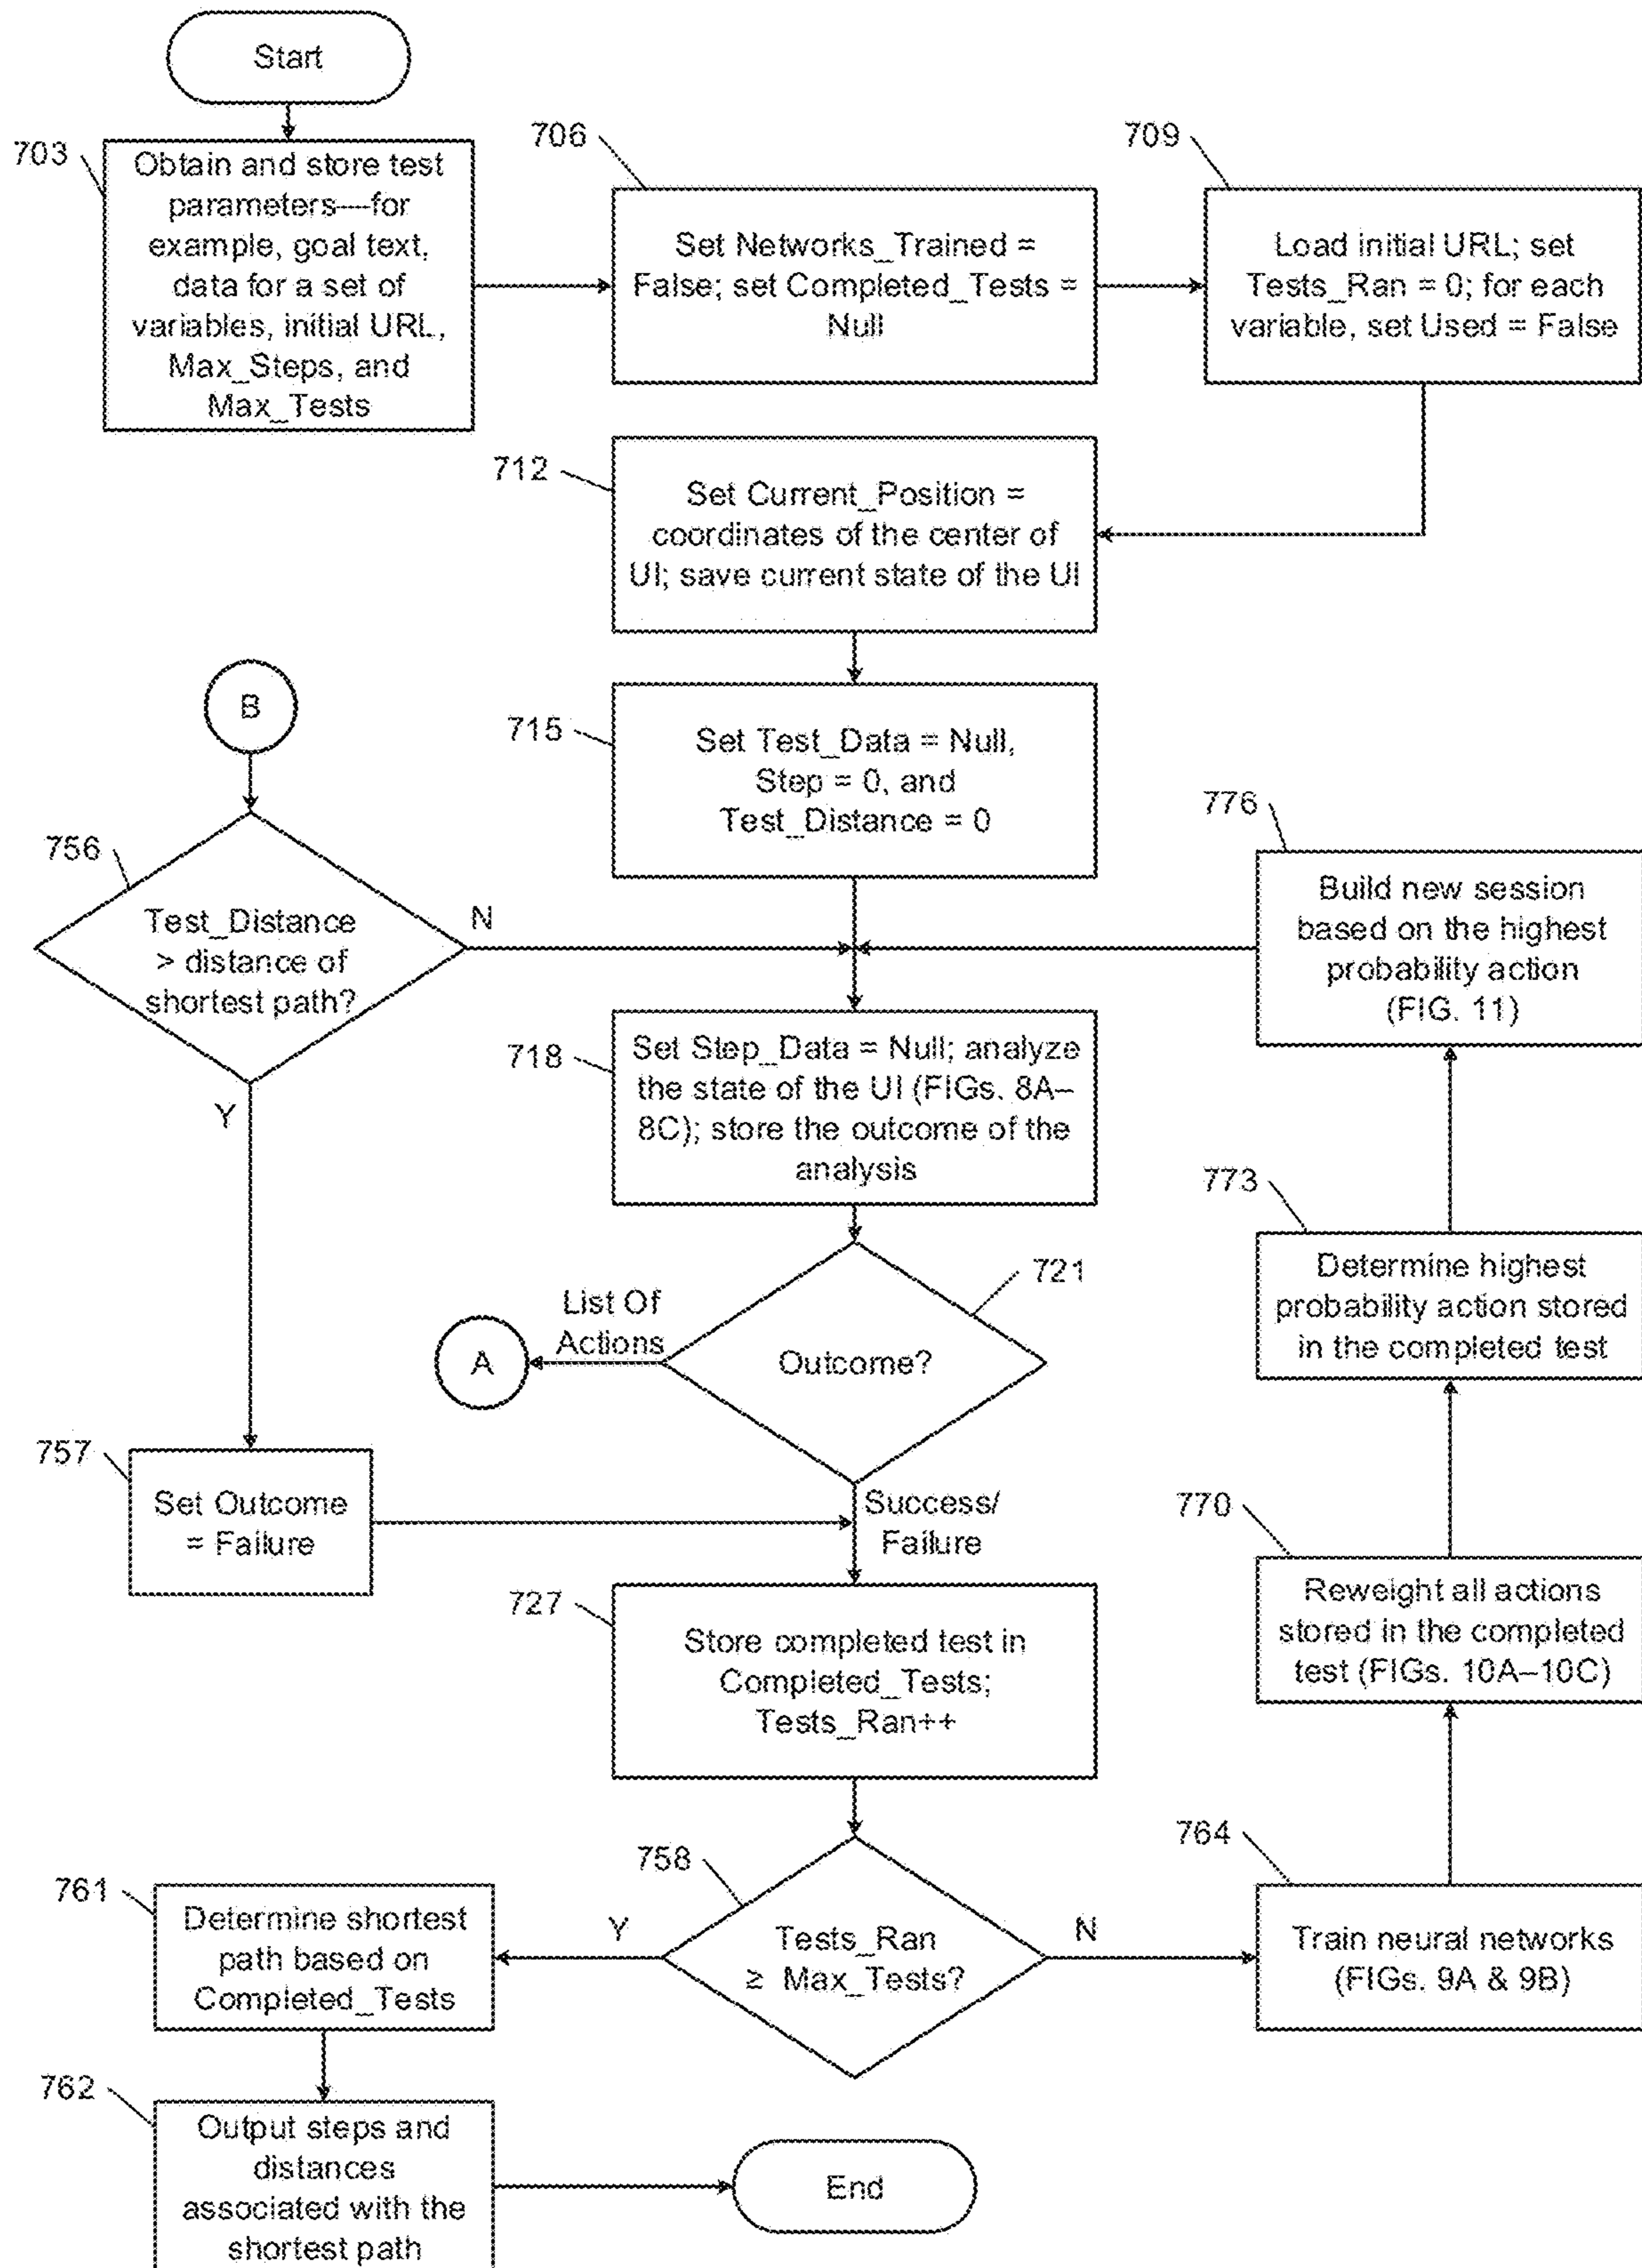 Start
703
Obtain and store test
parameters—for
example, goal text,
data for a set of
variables, initial URL,
Max_Steps, and
Max_Tests
706
Set Networks_Trained =
False; set Completed_Tests =
Null
709
Load initial URL; set
Tests_Ran = 0; for each
variable, set Used = False
712
Set Current_Position =
coordinates of the center of
UI; save current state of the UI
B
715
Set Test_Data = Null,
Step = 0, and
Test_Distance = 0
756
Test_Distance
> distance of
shortest path?
N
Y
776
Build new session
based on the highest
probability action
(FIG. 11)
718
Set Step_Data = Null; analyze
the state of the UI (FIGs. 8A–
8C); store the outcome of the
analysis
773
Determine highest
probability action stored
in the completed test
721
Outcome?
List Of
Actions
A
Success/
Failure
757
Set Outcome
= Failure
770
Reweight all actions
stored in the completed
test (FIGs. 10A–10C)
727
Store completed test in
Completed_Tests;
Tests_Ran++
758
Tests_Ran
≥ Max_Tests?
Y
N
764
Train neural networks
(FIGs. 9A & 9B)
761
Determine shortest
path based on
Completed_Tests
762
Output steps and
distances
associated with the
shortest path
End